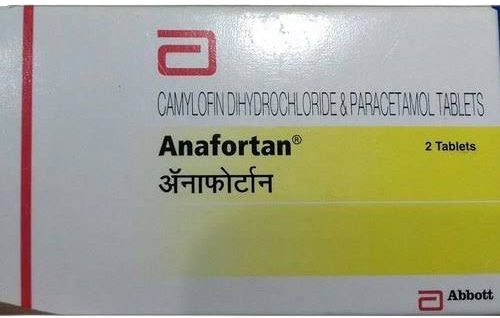 CAMYLOFIN DIHYDROCHLORIDE & PARACETAMOL TABLETS
Anafortan®
2 Tablets
ॲनाफोर्टान
Abbott